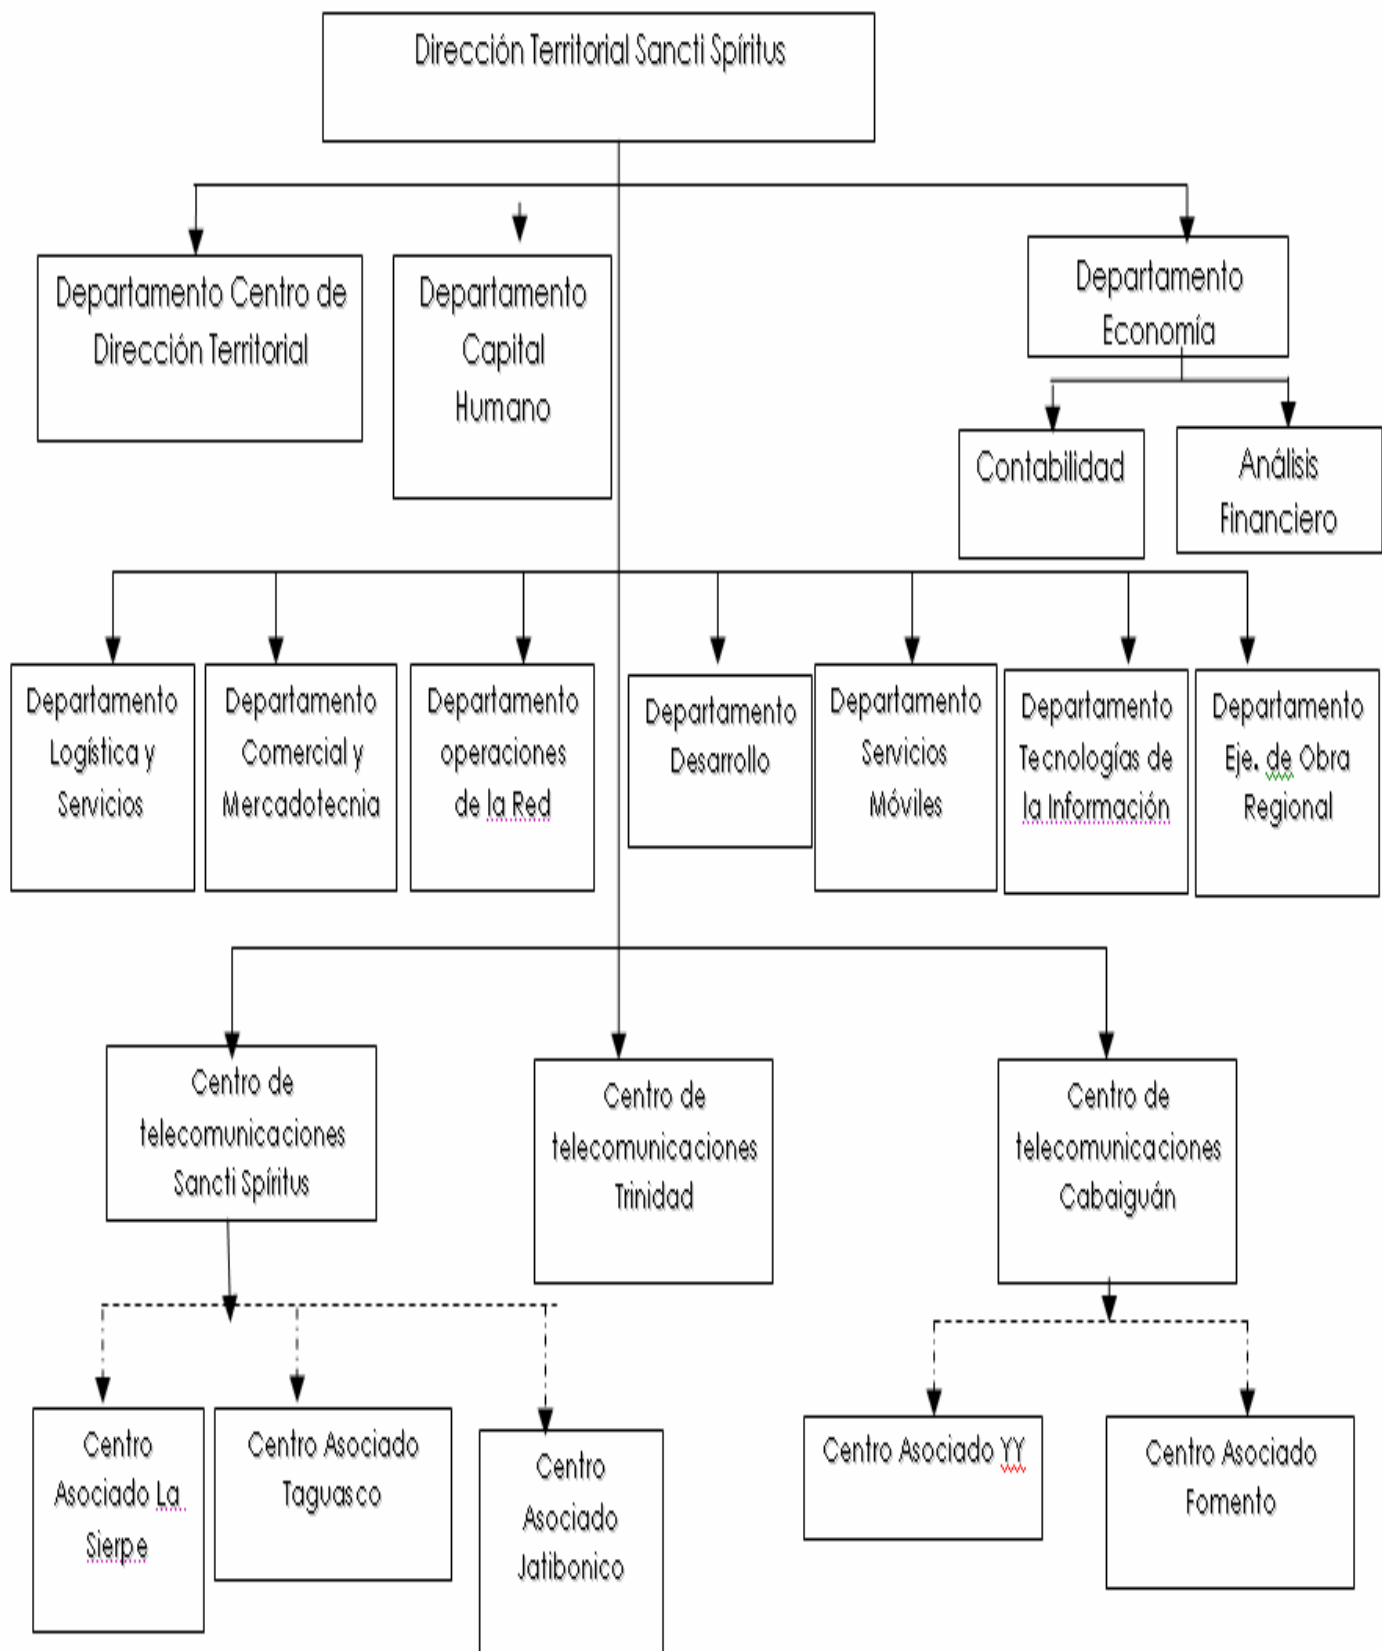 Dirección Territorial Sancti Spíritus
Departamento Centro de
Dirección Territorial
Departamento
Capital
Humano
Departamento
Economía
Contabilidad
Análisis
Financiero
Departamento
Logística y
Servicios
Departamento
Comercial y
Mercadotecnia
Departamento
operaciones
de la Red
Departamento
Desarrollo
Departamento
Servicios
Móviles
Departamento
Tecnologías de
la Información
Departamento
Eje. de Obra
Regional
Centro de
telecomunicaciones
Sancti Spíritus
Centro de
telecomunicaciones
Trinidad
Centro de
telecomunicaciones
Cabaiguán
Centro
Asociado La
Sierpe
Centro Asociado
Taguasco
Centro
Asociado
Jatibonico
Centro Asociado YY
Centro Asociado
Fomento